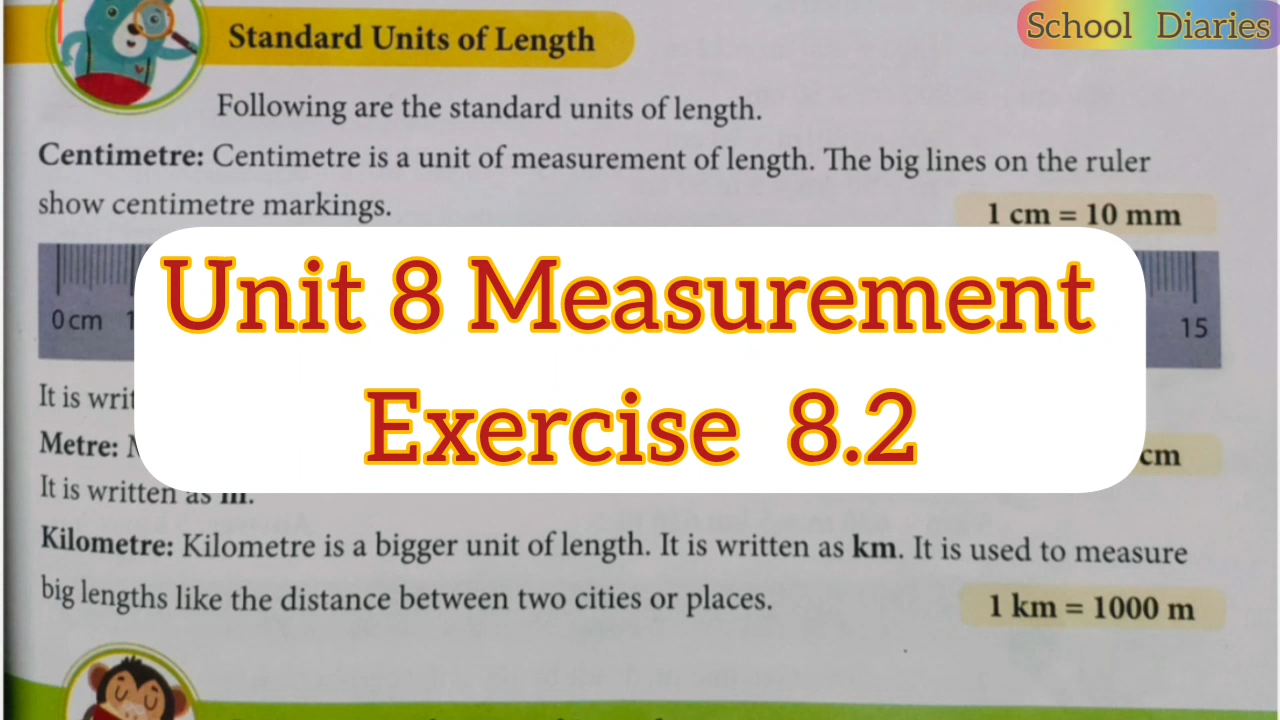 School Diaries
Standard Units of Length
Following are the standard units of length.
Centimetre: Centimetre is a unit of measurement of length. The big lines on the ruler
show centimetre markings.
1 cm = 10 mm
0 cm 15
Unit 8 Measurement
Exercise 8.2
It is
Metre:
cm
It is written as m.
Kilometre: Kilometre is a bigger unit of length. It is written as km. It is used to measure
big lengths like the distance between two cities or places.
1 km = 1000 m